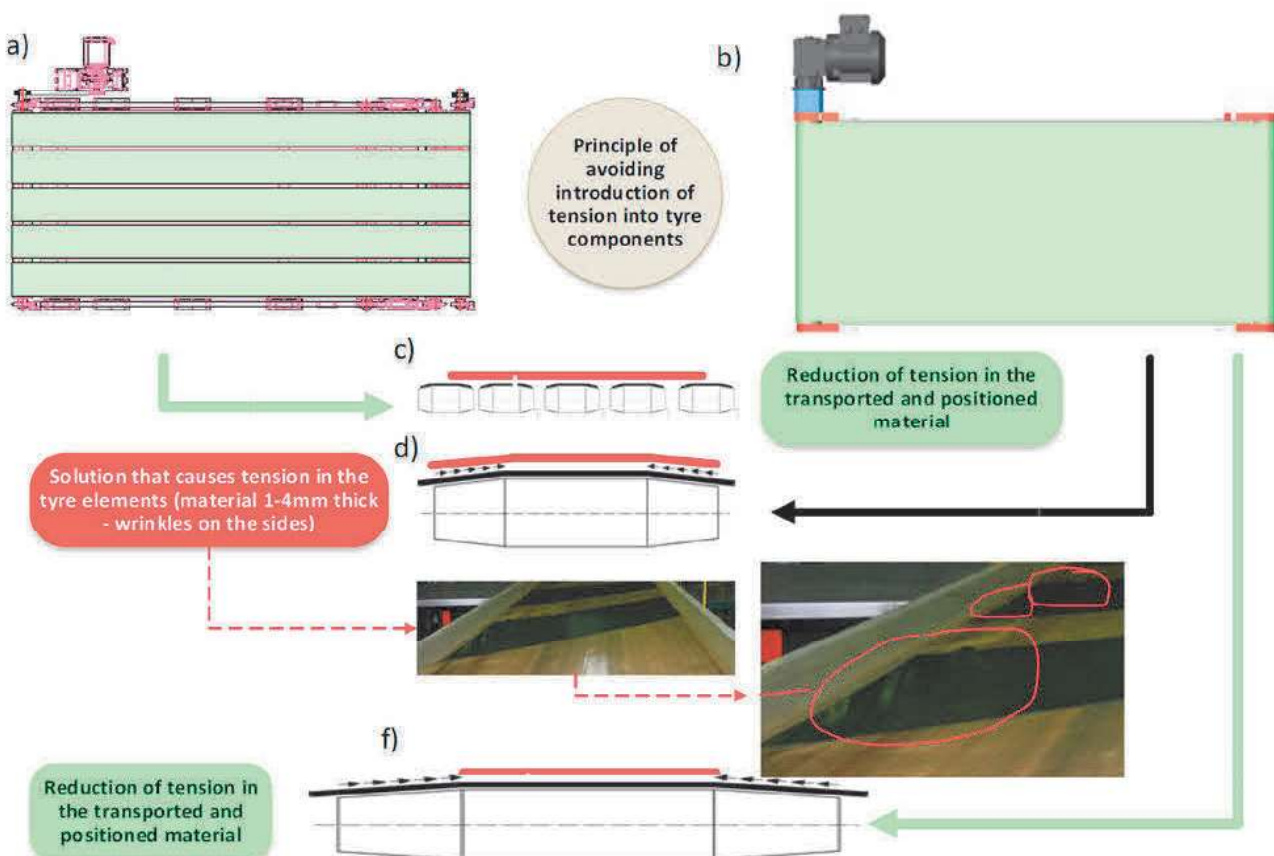 a)
b)
Principle of
avoiding
introduction of
tension into tyre
components
c)
Reduction of tension in the
transported and positioned
material
d)
Solution that causes tension in the
tyre elements (material 1-4mm thick
- wrinkles on the sides)
f)
Reduction of tension in
the transported and
positioned material